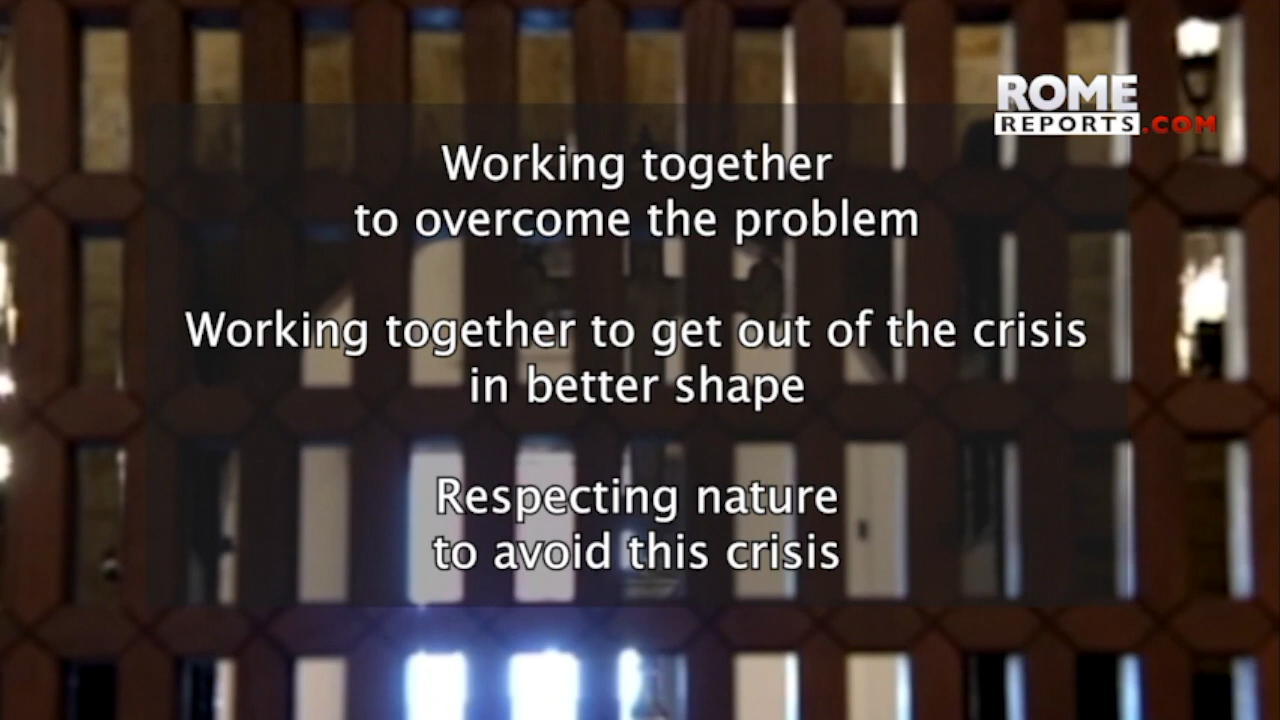 ROME
REPORTS.COM
Working together
to overcome the problem
Working together to get out of the crisis
in better shape
Respecting nature
to avoid this crisis